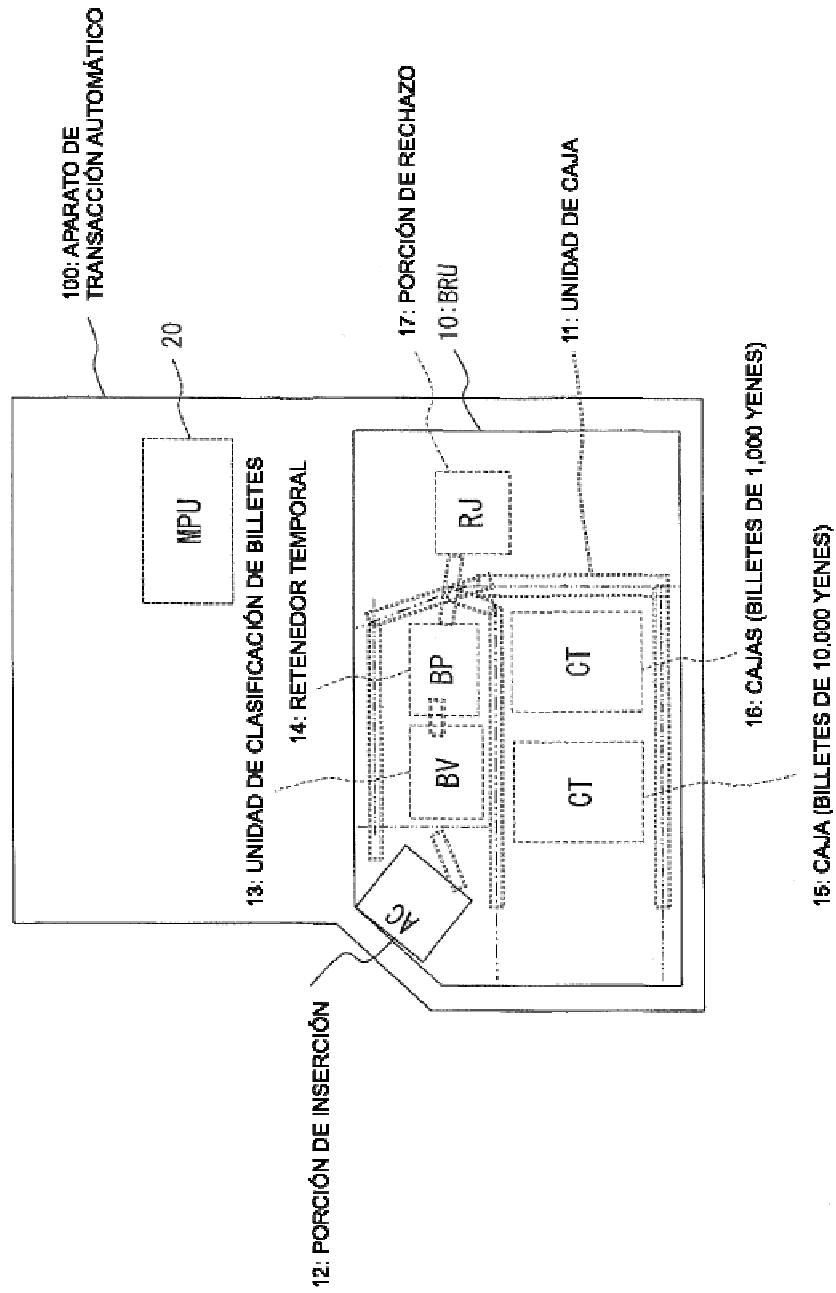 100: APARATO DE
TRANSACCIÓN AUTOMÁTICO
20
MPU
13: UNIDAD DE CLASIFICACIÓN DE BILLETES
14: RETENEDOR TEMPORAL
17: PORCIÓN DE RECHAZO
10: BRU
11: UNIDAD DE CAJA
12: PORCIÓN DE INSERCIÓN
AC
BV
BP
RJ
CT
CT
16: CAJAS (BILLETES DE 1,000 YENES)
15: CAJA (BILLETES DE 10,000 YENES)